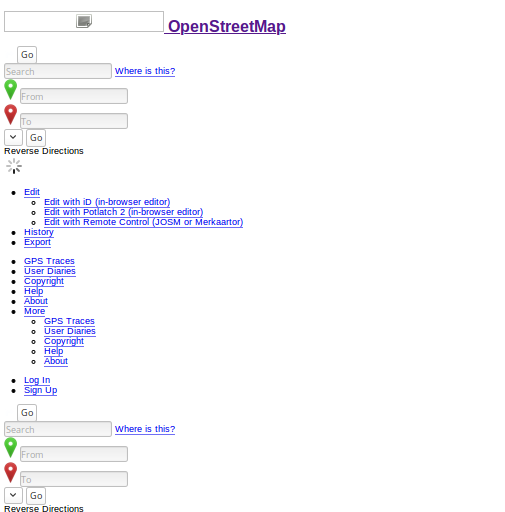 OpenStreetMap
Go
Search Where is this?
From
To
Go
Reverse Directions
Edit
Edit with iD (in-browser editor)
Edit with Potlatch 2 (in-browser editor)
Edit with Remote Control (JOSM or Merkaartor)
History
Export
GPS Traces
User Diaries
Copyright
Help
About
More
GPS Traces
User Diaries
Copyright
Help
About
Log In
Sign Up
Go
Search Where is this?
From
To
Go
Reverse Directions